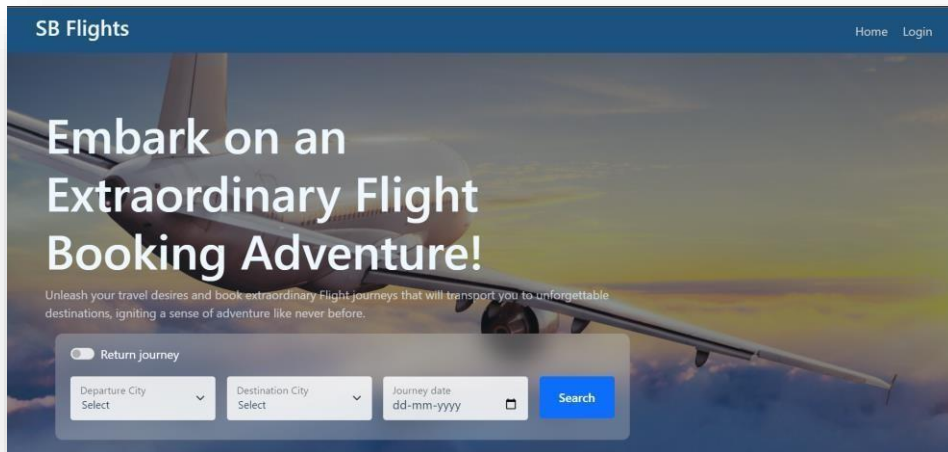 SB Flights
Home Login
Embark on an
Extraordinary Flight
Booking Adventure!
Unleash your travel desires and book extraordinary Flight journeys that will transport you to unforgettable
destinations, igniting a sense of adventure like never before.
Return journey
Departure City
Select
Destination City
Select
Journey date
dd-mm-yyyy
Search